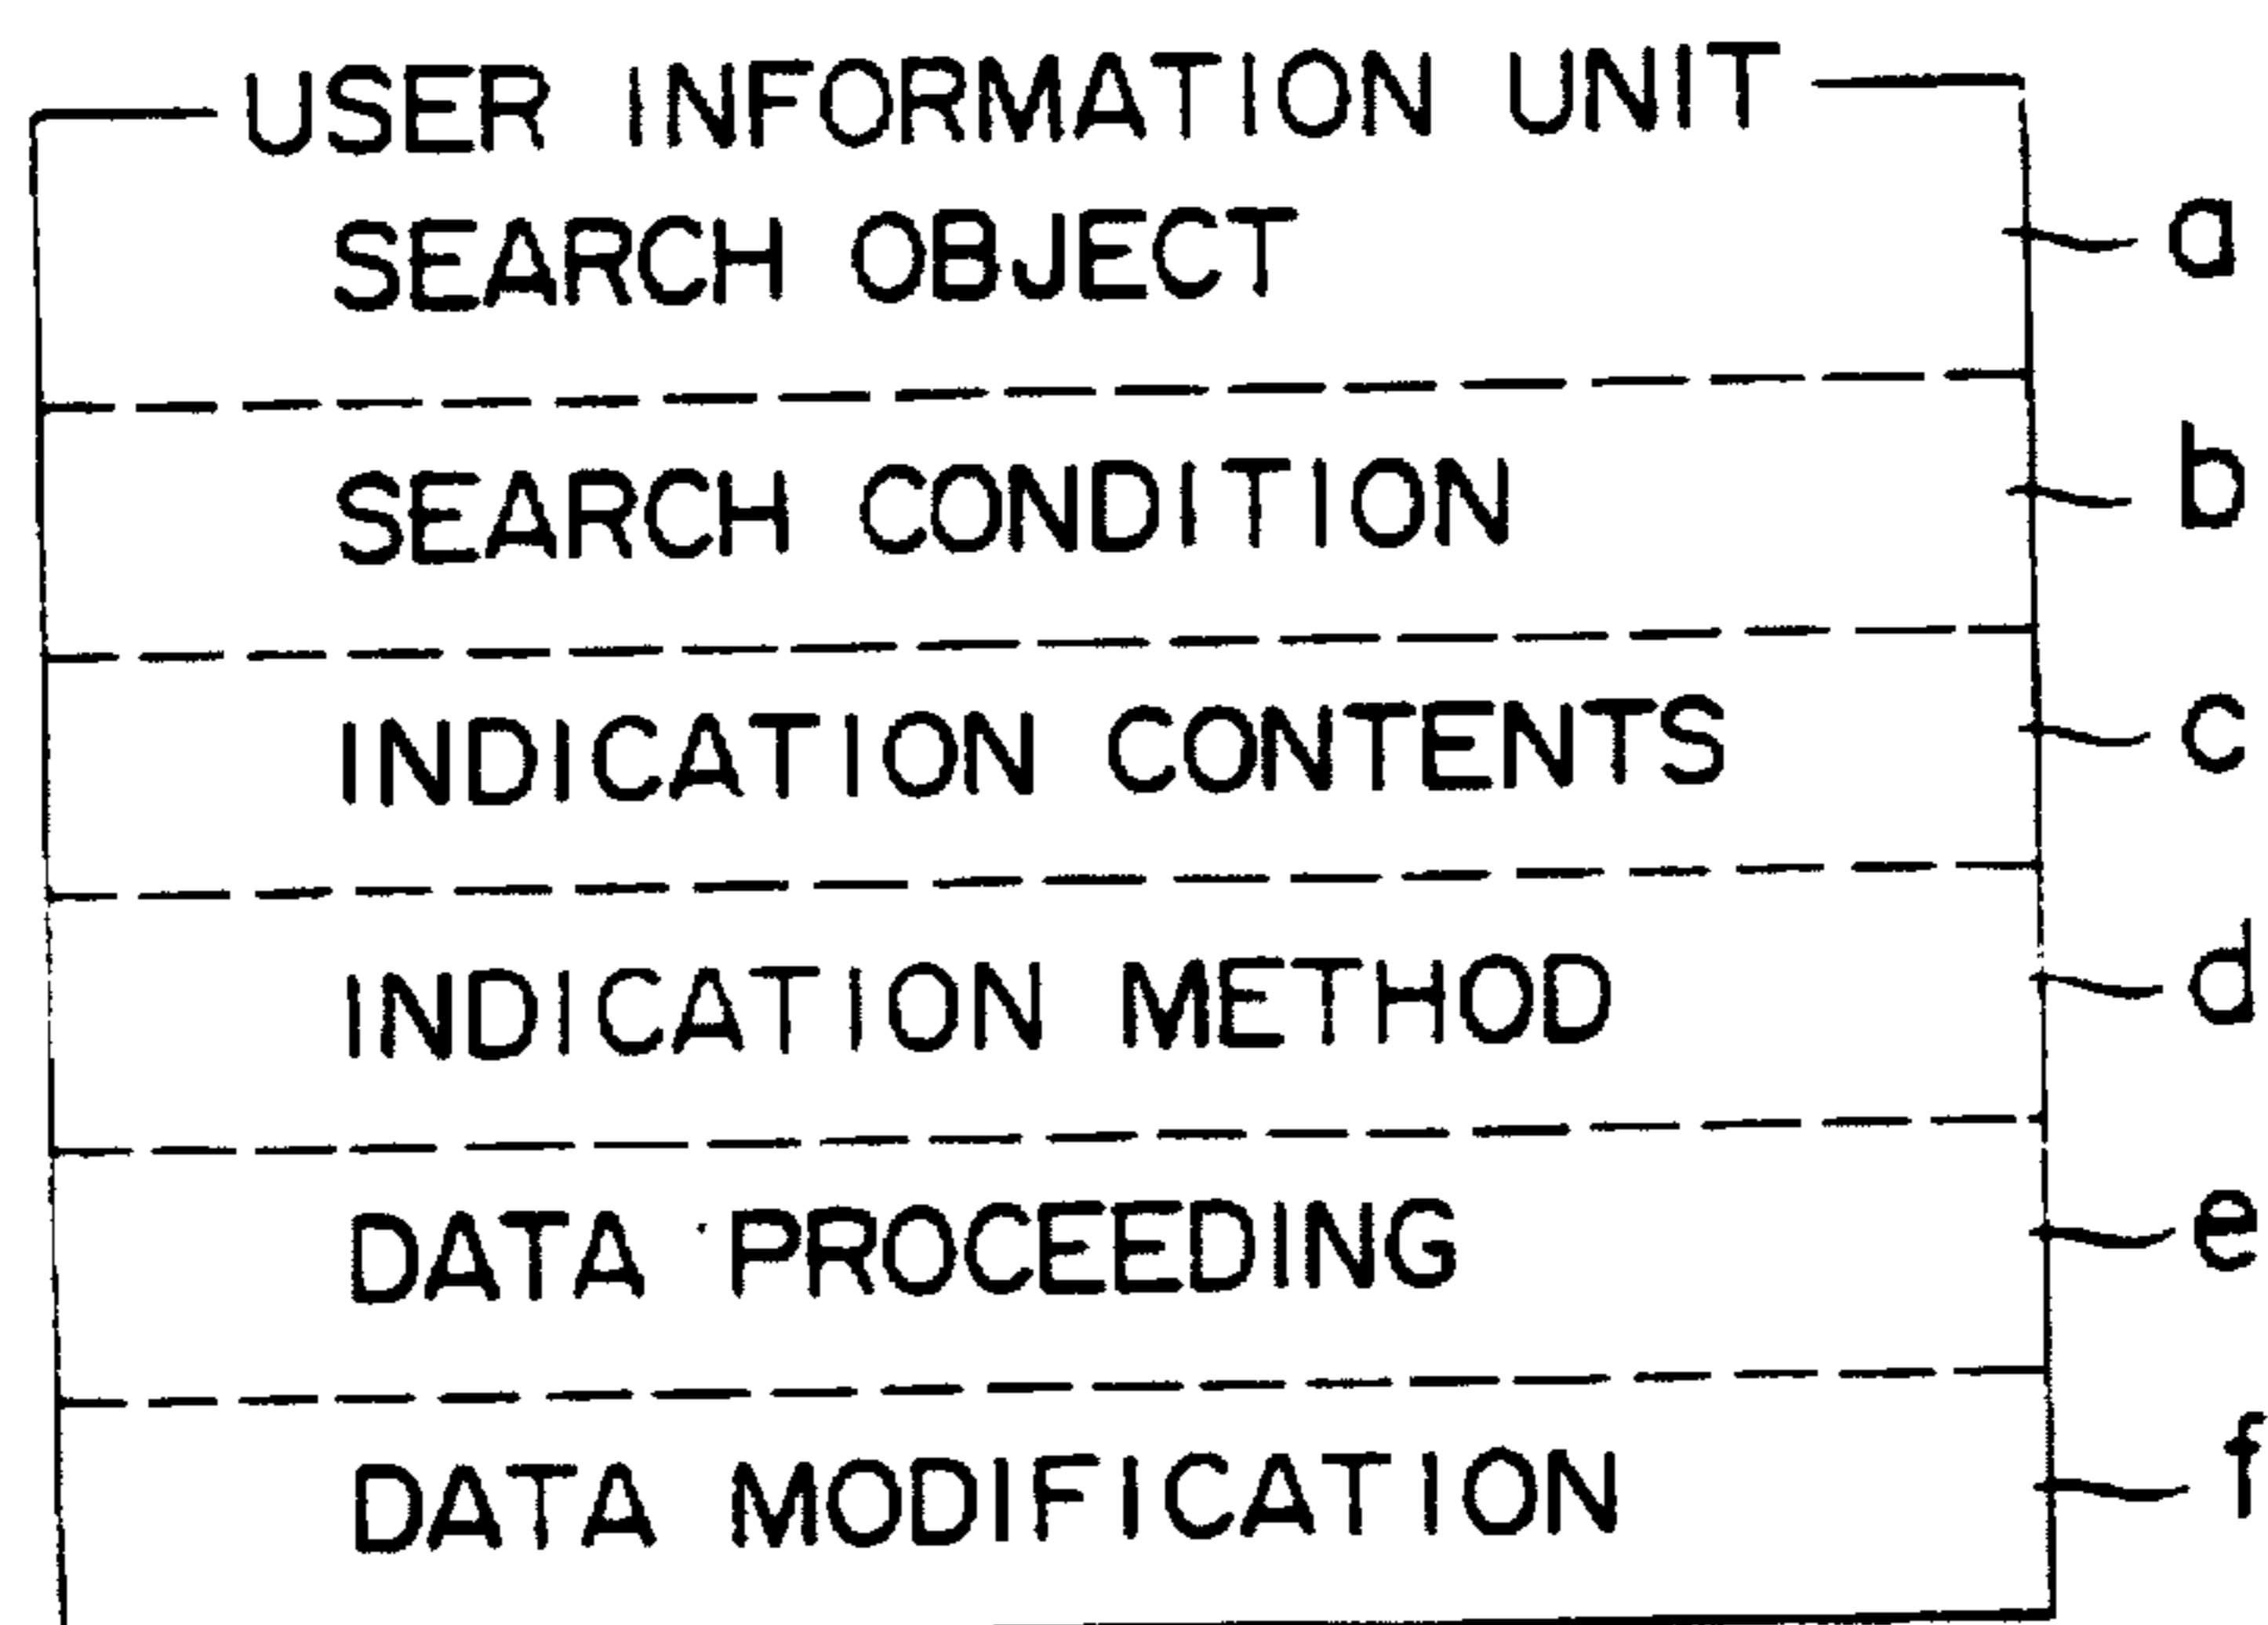 USER INFORMATION UNIT
SEARCH OBJECT a
SEARCH CONDITION b
INDICATION CONTENTS c
INDICATION METHOD d
DATA PROCEEDING e
DATA MODIFICATION f